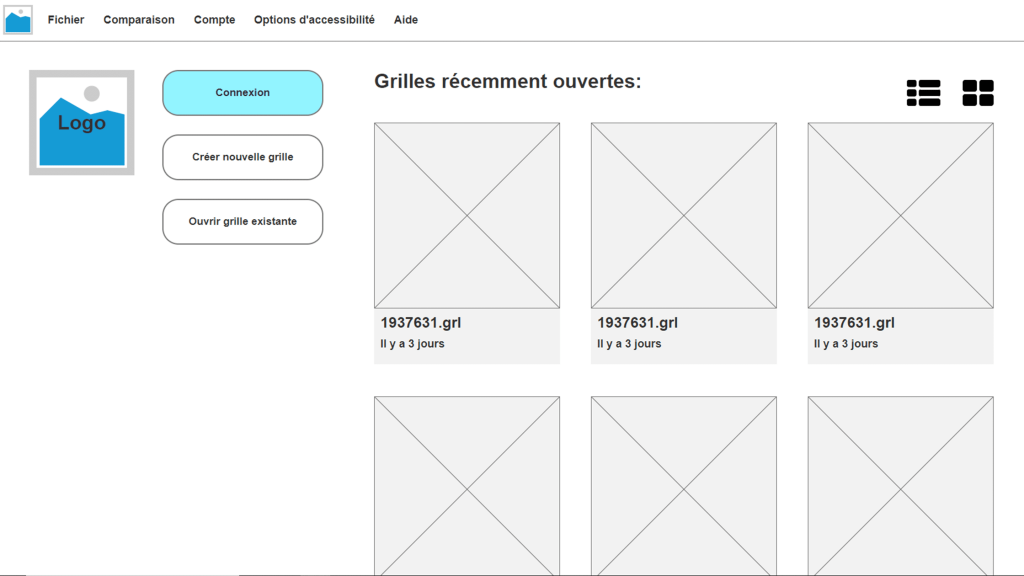 Fichier Comparaison Compte Options d'accessibilité Aide
Logo
Connexion
Créer nouvelle grille
Ouvrir grille existante
Grilles récemment ouvertes:
1937631.grl 1937631.grl 1937631.grl
Il y a 3 jours Il y a 3 jours Il y a 3 jours